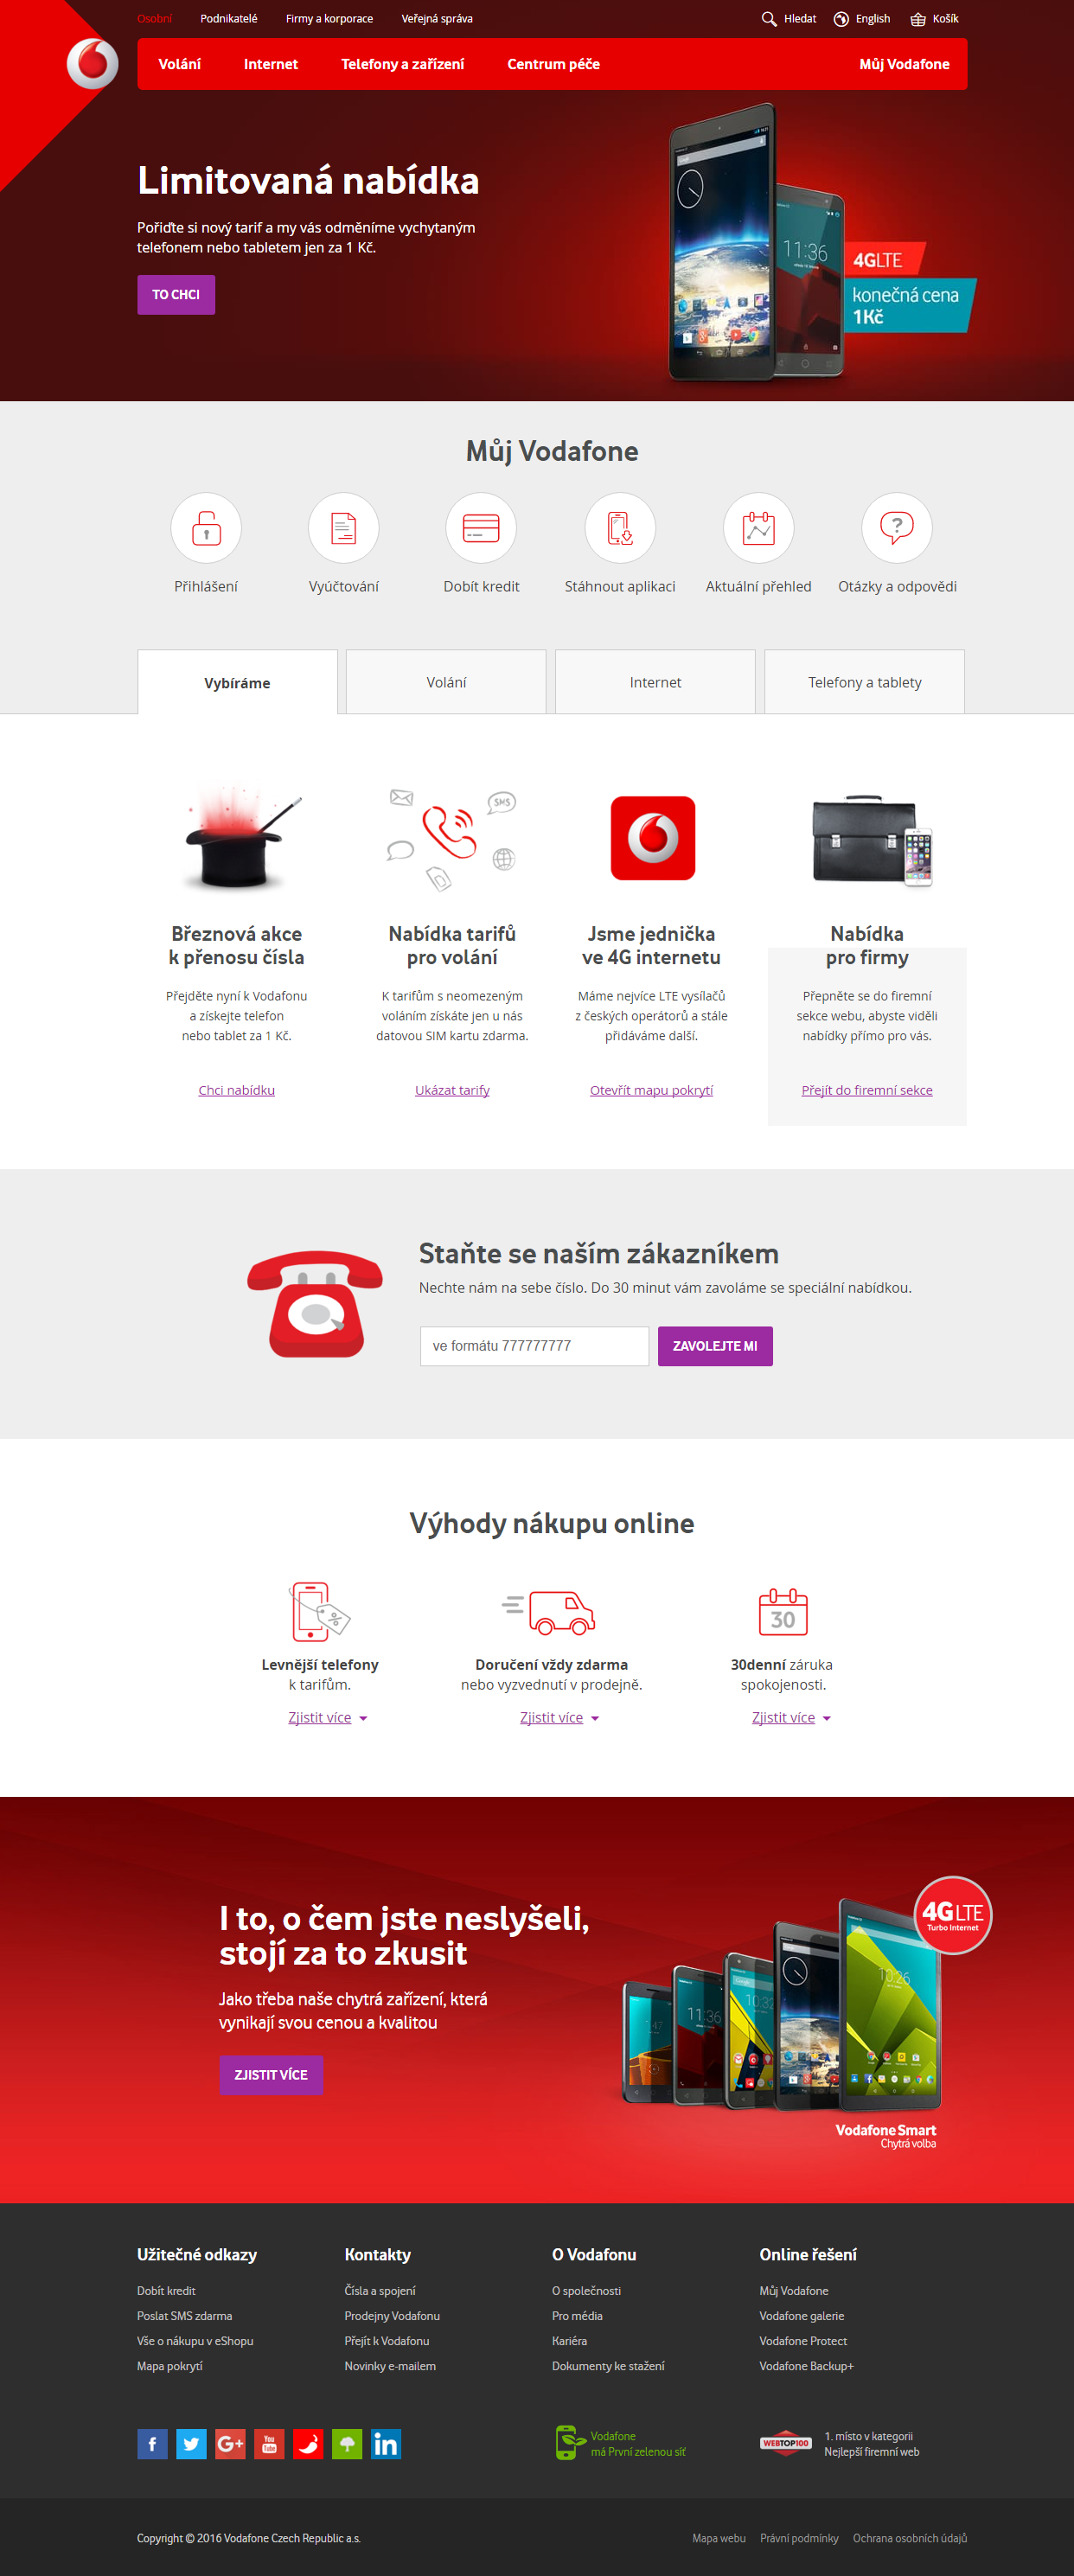 Osobní Podnikatelé Firmy a korporace Veřejná správa Hledat English Košík
Volání Internet Telefony a zařízení Centrum péče Můj Vodafone
Limitovaná nabídka
Pořiďte si nový tarif a my vás odměníme vychytaným
telefonem nebo tabletem jen za 1 Kč.
TO CHCI
11:36
4GLTE
konečná cena
1Kč
Můj Vodafone
Přihlášení Vyúčtování Dobít kredit Stáhnout aplikaci Aktuální přehled Otázky a odpovědi
Vybíráme Volání Internet Telefony a tablety
SMS
Březnová akce
k přenosu čísla
Přejděte nyní k Vodafonu
a získejte telefon
nebo tablet za 1 Kč.
Chci nabídku
Nabídka tarifů
pro volání
K tarifům s neomezeným
voláním získáte jen u nás
datovou SIM kartu zdarma.
Ukázat tarify
Jsme jednička
ve 4G internetu
Máme nejvíce LTE vysílačů
z českých operátorů a stále
přidáváme další.
Otevřít mapu pokrytí
Nabídka
pro firmy
Přepněte se do firemní
sekce webu, abyste viděli
nabídky přímo pro vás.
Přejít do firemní sekce
Staňte se naším zákazníkem
Nechte nám na sebe číslo. Do 30 minut vám zavoláme se speciální nabídkou.
ve formátu 777777777
ZAVOLEJTE MI
Výhody nákupu online
%
30
Levnější telefony
k tarifům.
Zjistit více
Doručení vždy zdarma
nebo vyzvednutí v prodejně.
Zjistit více
30denní záruka
spokojenosti.
Zjistit více
I to, o čem jste neslyšeli,
stojí za to zkusit
Jako třeba naše chytrá zařízení, která
vynikají svou cenou a kvalitou
ZJISTIT VÍCE
4GLTE
Turbo Internet
11:36
10:32
10:26
Vodafone Smart
Chytrá volba
Užitečné odkazy
Dobít kredit
Poslat SMS zdarma
Vše o nákupu v eShopu
Mapa pokrytí
Kontakty
Čísla a spojení
Prodejny Vodafonu
Přejít k Vodafonu
Novinky e-mailem
O Vodafonu
O společnosti
Pro média
Kariéra
Dokumenty ke stažení
Online řešení
Můj Vodafone
Vodafone galerie
Vodafone Protect
Vodafone Backup+
f
G+
You
Tube
in
Vodafone
má První zelenou síť
WEBTOP100
1. místo v kategorii
Nejlepší firemní web
Copyright © 2016 Vodafone Czech Republic a.s.
Mapa webu Právní podmínky Ochrana osobních údajů